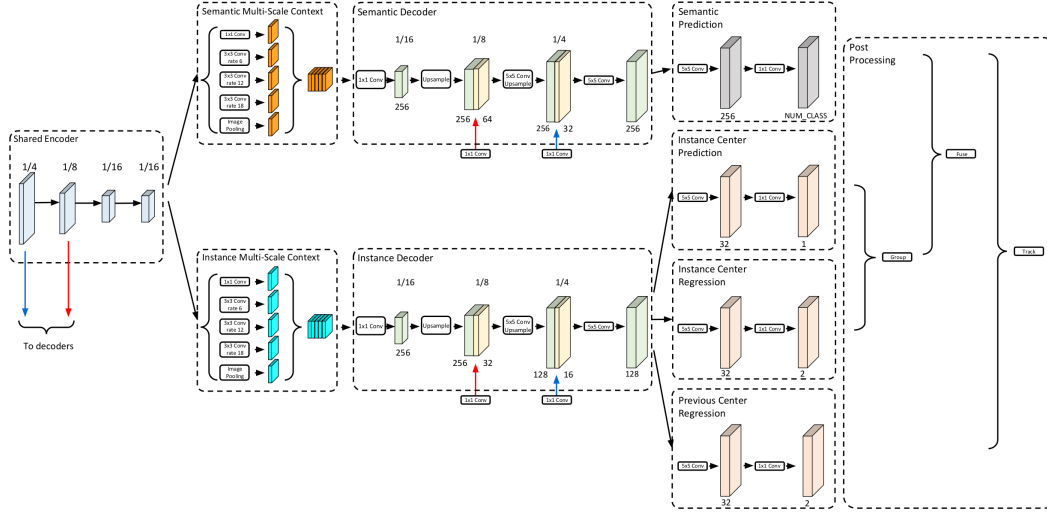 Shared Encoder
1/4
1/8
1/16
1/16
To decoders
Semantic Multi-Scale Context
1x1 Conv
3x3 Conv
rate 6
3x3 Conv
rate 12
3x3 Conv
rate 18
Image
Pooling
Semantic Decoder
1/16
1/8
1/4
1x1 Conv
Upsample
5x5 Conv
Upsample
5x5 Conv
256
256
64
256
32
256
1x1 Conv
1x1 Conv
Semantic
Prediction
5x5 Conv
1x1 Conv
256
NUM_CLASS
Instance Multi-Scale Context
1x1 Conv
3x3 Conv
rate 6
3x3 Conv
rate 12
3x3 Conv
rate 18
Image
Pooling
Instance Decoder
1/16
1/8
1/4
1x1 Conv
Upsample
5x5 Conv
Upsample
5x5 Conv
256
256
32
128
16
128
1x1 Conv
1x1 Conv
Instance Center
Prediction
5x5 Conv
1x1 Conv
32
1
Instance Center
Regression
5x5 Conv
1x1 Conv
32
2
Previous Center
Regression
5x5 Conv
1x1 Conv
32
2
Post
Processing
Group
Fuse
Track